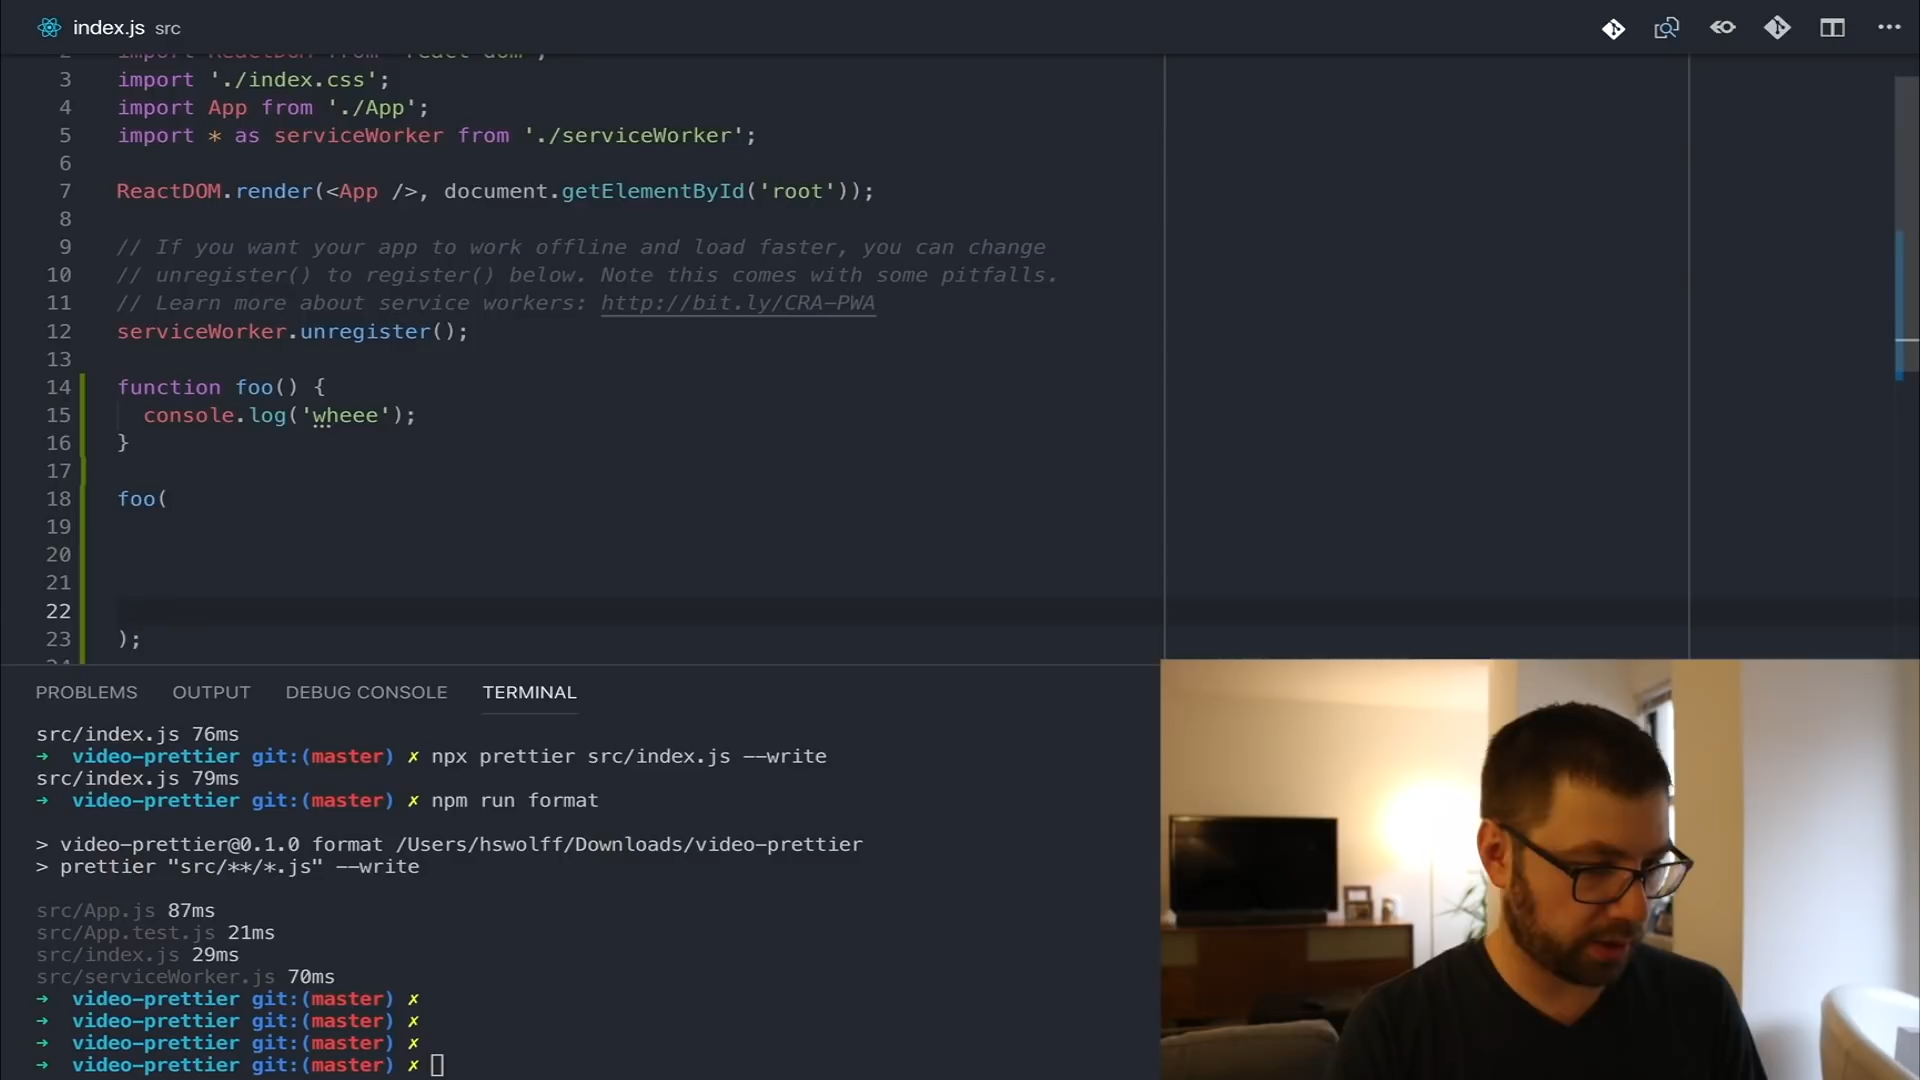 index.js src
2 import ReactDOM from 'react-dom';
3 import './index.css';
4 import App from './App';
5 import * as serviceWorker from './serviceWorker';
6
7 ReactDOM.render(<App />, document.getElementById('root'));
8
9 // If you want your app to work offline and load faster, you can change
10 // unregister() to register() below. Note this comes with some pitfalls.
11 // Learn more about service workers: http://bit.ly/CRA-PWA
12 serviceWorker.unregister();
13
14 function foo() {
15 console.log('wheee');
16 }
17
18 foo(
19
20
21
22
23 );
24
PROBLEMS OUTPUT DEBUG CONSOLE TERMINAL
src/index.js 76ms
➜ video-prettier git:(master) ✗ npx prettier src/index.js --write
src/index.js 79ms
➜ video-prettier git:(master) ✗ npm run format
> video-prettier@0.1.0 format /Users/hswolff/Downloads/video-prettier
> prettier "src/**/*.js" --write
src/App.js 87ms
src/App.test.js 21ms
src/index.js 29ms
src/serviceWorker.js 70ms
➜ video-prettier git:(master) ✗
➜ video-prettier git:(master) ✗
➜ video-prettier git:(master) ✗
➜ video-prettier git:(master) ✗